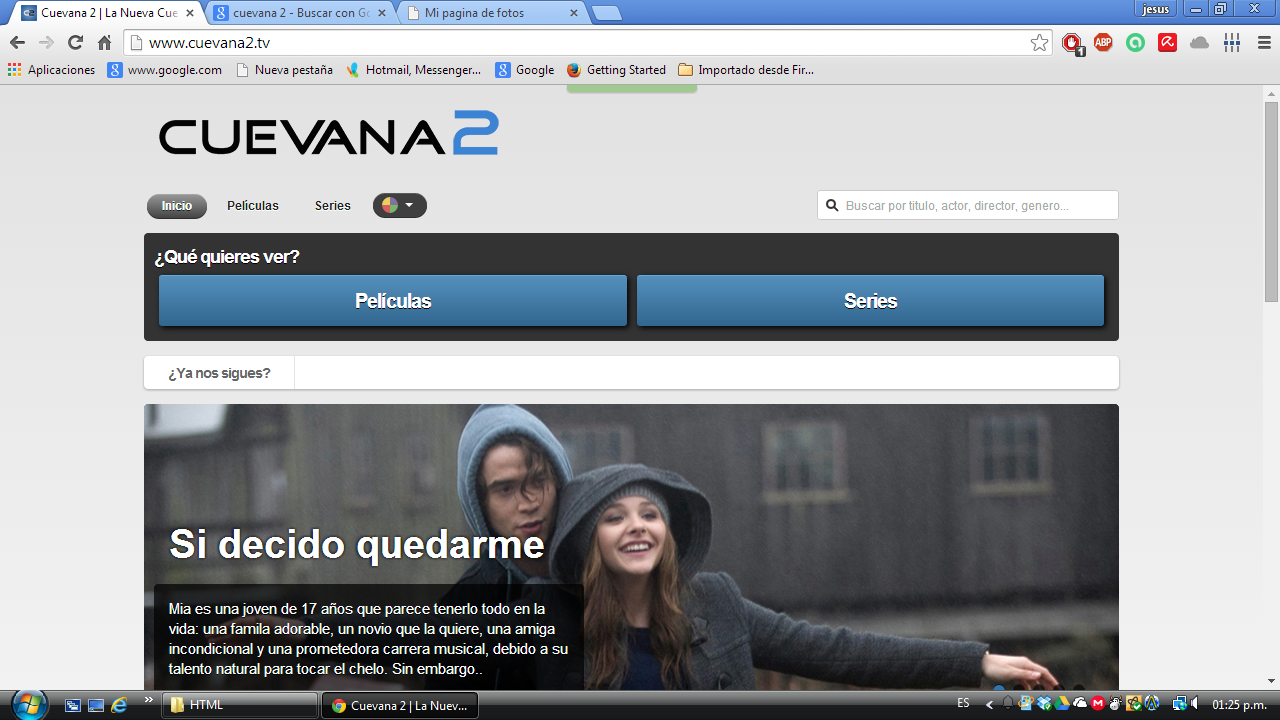 Cuevana 2 | La Nueva Cue
cuevana 2 - Buscar con Go
Mi pagina de fotos
jesus
www.cuevana2.tv
1
ABP
Aplicaciones
www.google.com
Nueva pestaña
Hotmail, Messenger...
Google
Getting Started
Importado desde Fir...
CUEVANA2
Inicio
Películas
Series
Buscar por titulo, actor, director, genero...
¿Qué quieres ver?
Películas
Series
¿Ya nos sigues?
Si decido quedarme
Mia es una joven de 17 años que parece tenerlo todo en la
vida: una famila adorable, un novio que la quiere, una amiga
incondicional y una prometedora carrera musical, debido a su
talento natural para tocar el chelo. Sin embargo..
HTML
Cuevana 2 | La Nuev...
ES
01:25 p.m.